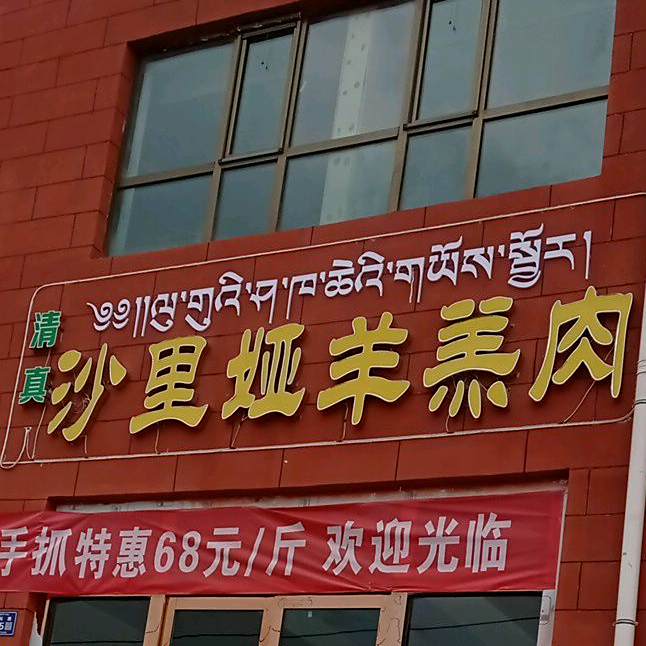 ༄༅།།ལུ་གུའི་ཤ་ཁ་ཆེའི་གཡོས་སྦྱོར།
清真
沙里娅羊羔肉
手抓特惠68元/斤 欢迎光临